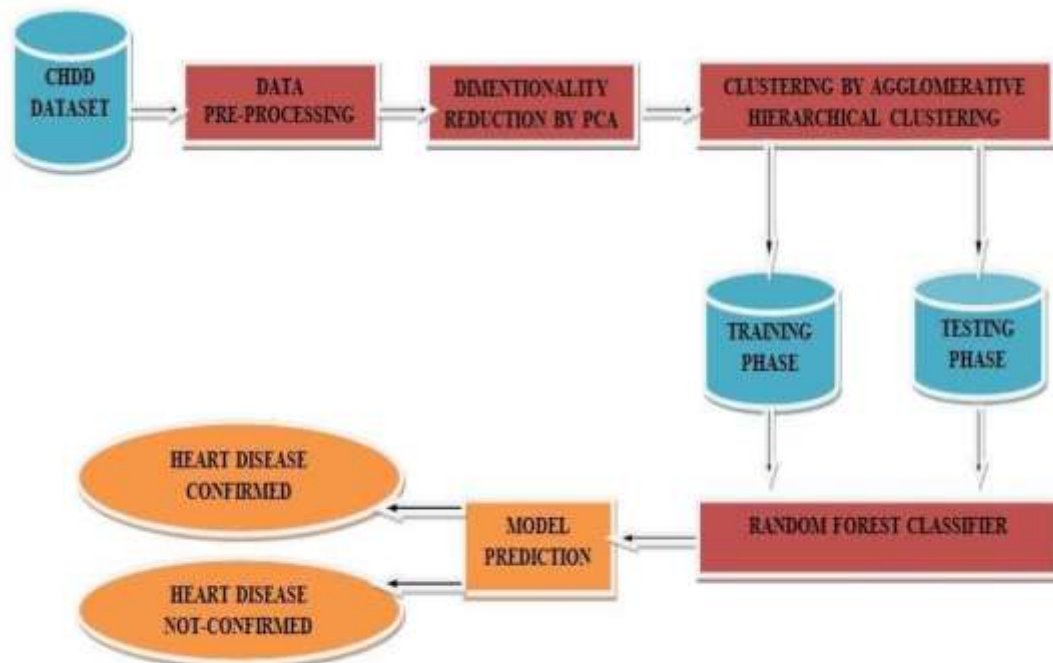 CHDD
DATASET
DATA
PRE-PROCESSING
DIMENTIONALITY
REDUCTION BY PCA
CLUSTERING BY AGGLOMERATIVE
HIERARCHICAL CLUSTERING
TRAINING
PHASE
TESTING
PHASE
RANDOM FOREST CLASSIFIER
MODEL
PREDICTION
HEART DISEASE
CONFIRMED
HEART DISEASE
NOT-CONFIRMED